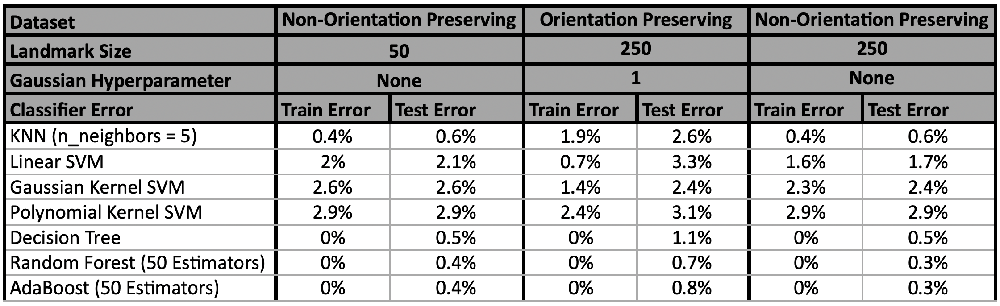 Dataset Non-Orientation Preserving Orientation Preserving Non-Orientation Preserving
Landmark Size 50 250 250
Gaussian Hyperparameter None 1 None
Classifier Error Train Error Test Error Train Error Test Error Train Error Test Error
KNN (n_neighbors = 5) 0.4% 0.6% 1.9% 2.6% 0.4% 0.6%
Linear SVM 2% 2.1% 0.7% 3.3% 1.6% 1.7%
Gaussian Kernel SVM 2.6% 2.6% 1.4% 2.4% 2.3% 2.4%
Polynomial Kernel SVM 2.9% 2.9% 2.4% 3.1% 2.9% 2.9%
Decision Tree 0% 0.5% 0% 1.1% 0% 0.5%
Random Forest (50 Estimators) 0% 0.4% 0% 0.7% 0% 0.3%
AdaBoost (50 Estimators) 0% 0.4% 0% 0.8% 0% 0.3%